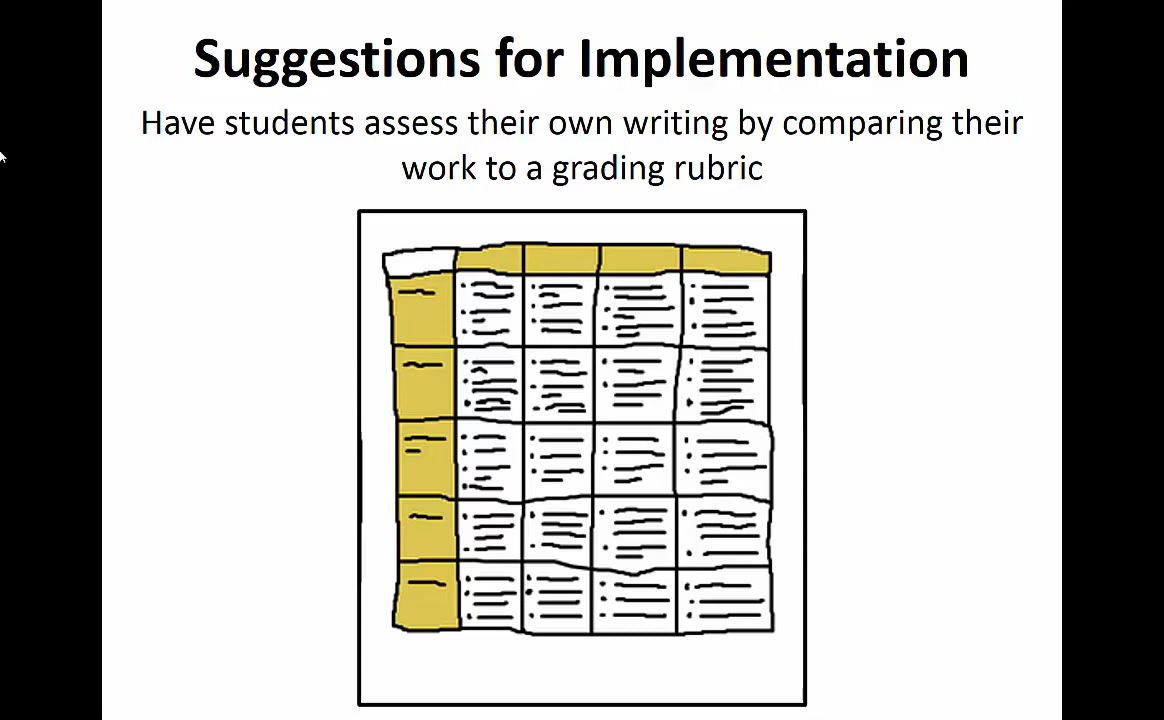 Suggestions for Implementation
Have students assess their own writing by comparing their
work to a grading rubric